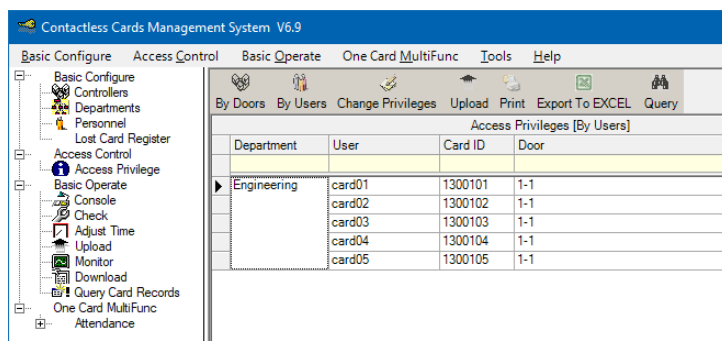 Contactless Cards Management System V6.9
Basic Configure Access Control Basic Operate One Card MultiFunc Tools Help
Basic Configure
Controllers
Departments
Personnel
Lost Card Register
Access Control
Access Privilege
Basic Operate
Console
Check
Adjust Time
Upload
Monitor
Download
Query Card Records
One Card MultiFunc
Attendance
By Doors By Users Change Privileges Upload Print Export To EXCEL Query
Access Privileges [By Users]
Department User Card ID Door
Engineering card01 1300101 1-1
card02 1300102 1-1
card03 1300103 1-1
card04 1300104 1-1
card05 1300105 1-1